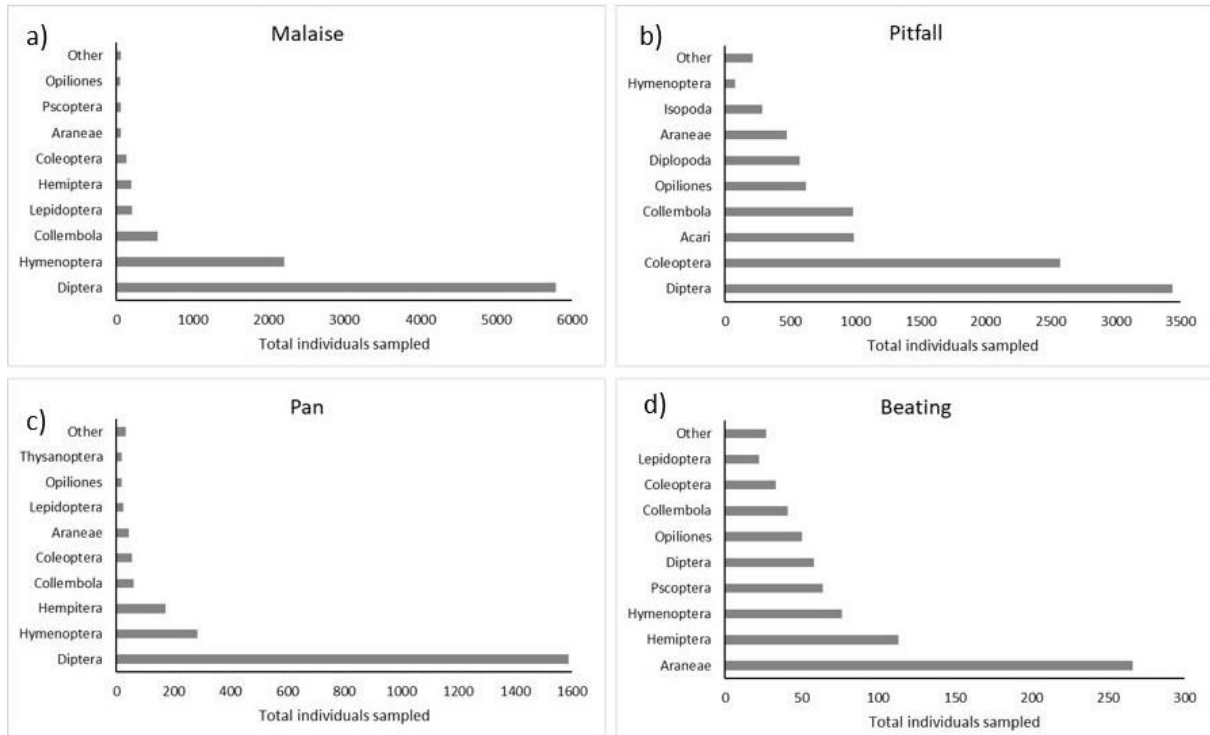 a)
Malaise
Other
Opiliones
Pscoptera
Araneae
Coleoptera
Hemiptera
Lepidoptera
Collembola
Hymenoptera
Diptera
0 1000 2000 3000 4000 5000 6000
Total individuals sampled
b)
Pitfall
Other
Hymenoptera
Isopoda
Araneae
Diplopoda
Opiliones
Collembola
Acari
Coleoptera
Diptera
0 500 1000 1500 2000 2500 3000 3500
Total individuals sampled
c)
Pan
Other
Thysanoptera
Opiliones
Lepidoptera
Araneae
Coleoptera
Collembola
Hempitera
Hymenoptera
Diptera
0 200 400 600 800 1000 1200 1400 1600
Total individuals sampled
d)
Beating
Other
Lepidoptera
Coleoptera
Collembola
Opiliones
Diptera
Pscoptera
Hymenoptera
Hemiptera
Araneae
0 50 100 150 200 250 300
Total individuals sampled